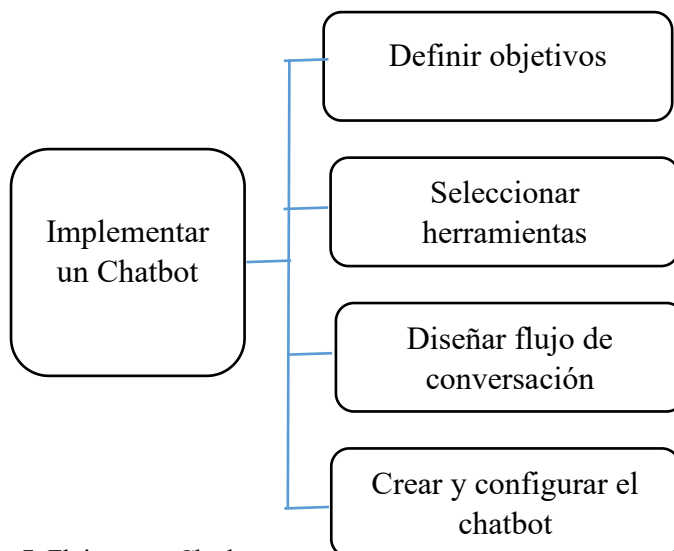 Definir objetivos
Seleccionar
herramientas
Implementar
un Chatbot
Diseñar flujo de
conversación
Crear y configurar el
chatbot